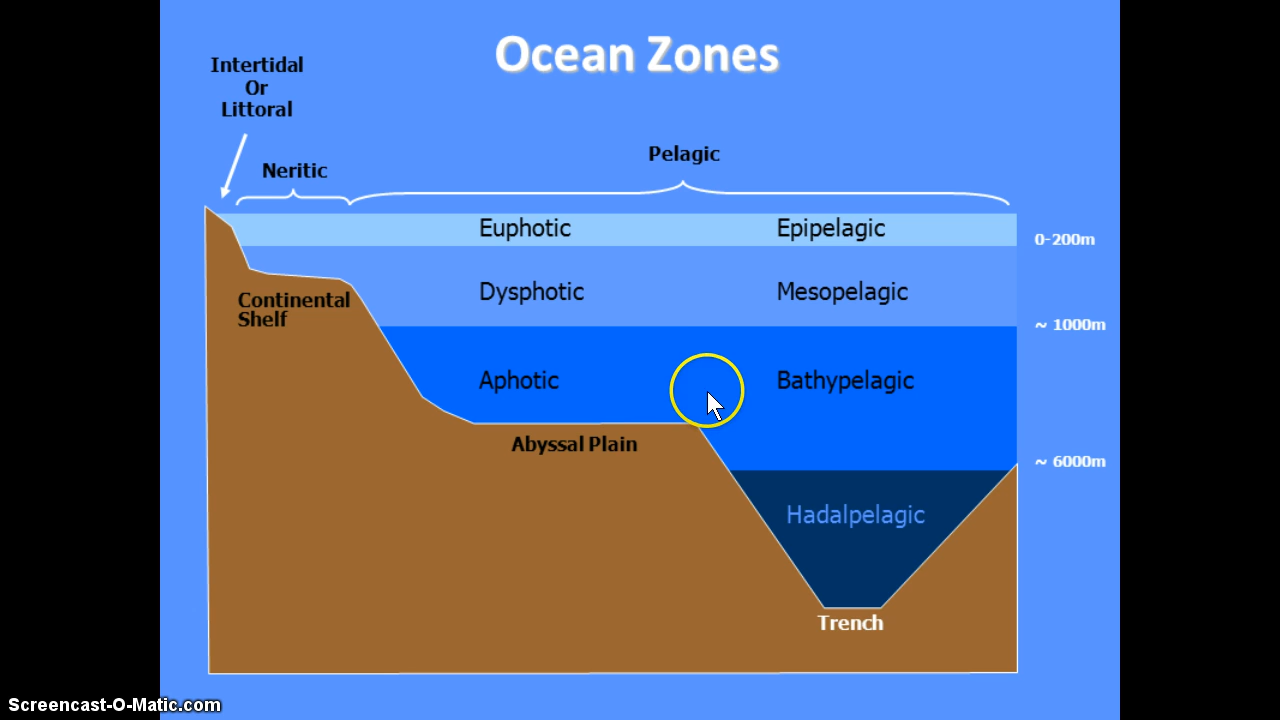 Ocean Zones
Intertidal
Or
Littoral
Neritic
Pelagic
Euphotic
Epipelagic
0-200m
Dysphotic
Mesopelagic
Continental
Shelf
~ 1000m
Aphotic
Bathypelagic
Abyssal Plain
~ 6000m
Hadalpelagic
Trench
Screencast-O-Matic.com